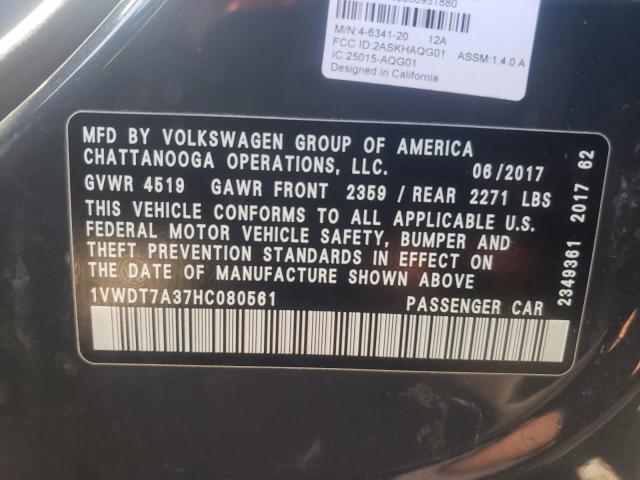 M/N:4-6341-20 12A
FCC ID:2ASKHAQG01 ASSM:1.4.0.A
IC:25015-AQG01
Designed in California
MFD BY VOLKSWAGEN GROUP OF AMERICA
CHATTANOOGA OPERATIONS, LLC. 06/2017
GVWR 4519 GAWR FRONT 2359 / REAR 2271 LBS
THIS VEHICLE CONFORMS TO ALL APPLICABLE U.S.
FEDERAL MOTOR VEHICLE SAFETY, BUMPER AND
THEFT PREVENTION STANDARDS IN EFFECT ON
THE DATE OF MANUFACTURE SHOWN ABOVE
1VWDT7A37HC080561 PASSENGER CAR
2349361 2017 62